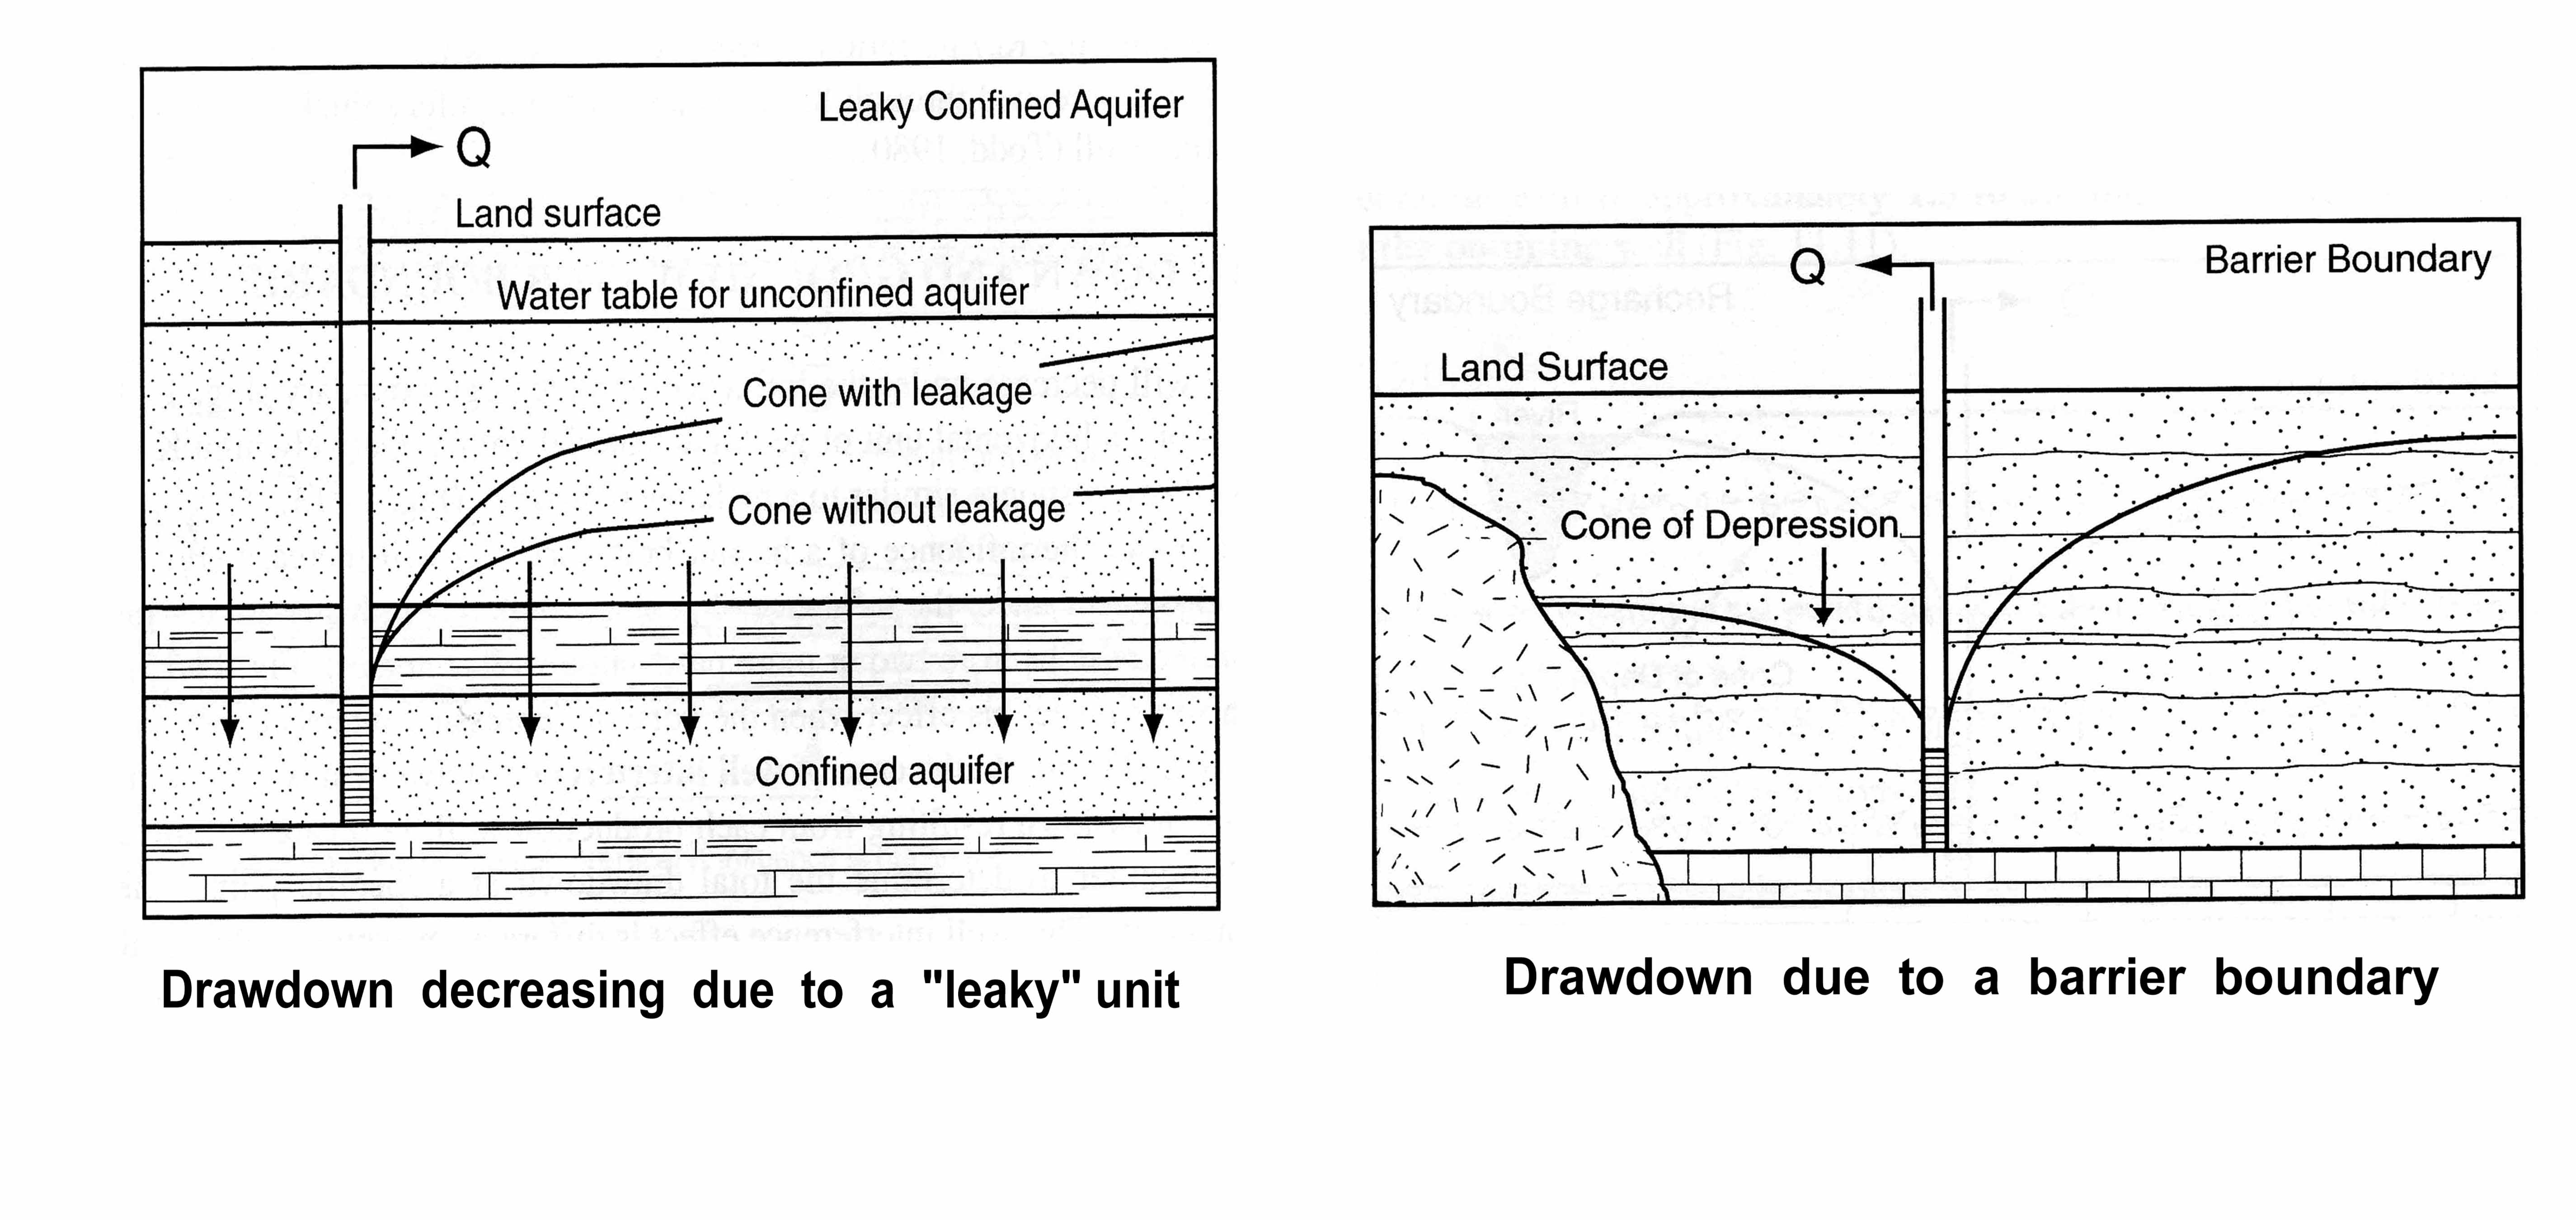 Leaky Confined Aquifer
Q
Land surface
Water table for unconfined aquifer
Cone with leakage
Cone without leakage
Confined aquifer
Drawdown decreasing due to a "leaky" unit
Barrier Boundary
Q
Land Surface
Cone of Depression
Drawdown due to a barrier boundary